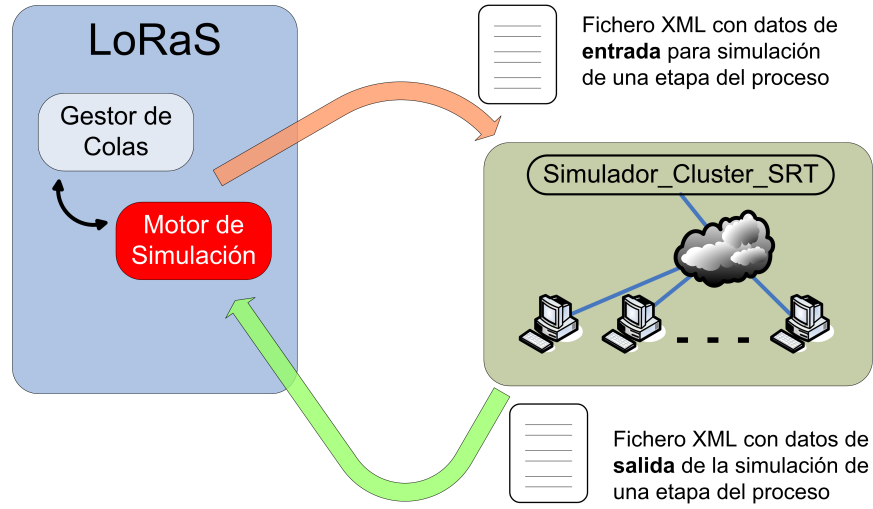 LoRaS
Gestor de
Colas
Motor de
Simulación
Fichero XML con datos de
entrada para simulación
de una etapa del proceso
Simulador_Cluster_SRT
Fichero XML con datos de
salida de la simulación de
una etapa del proceso